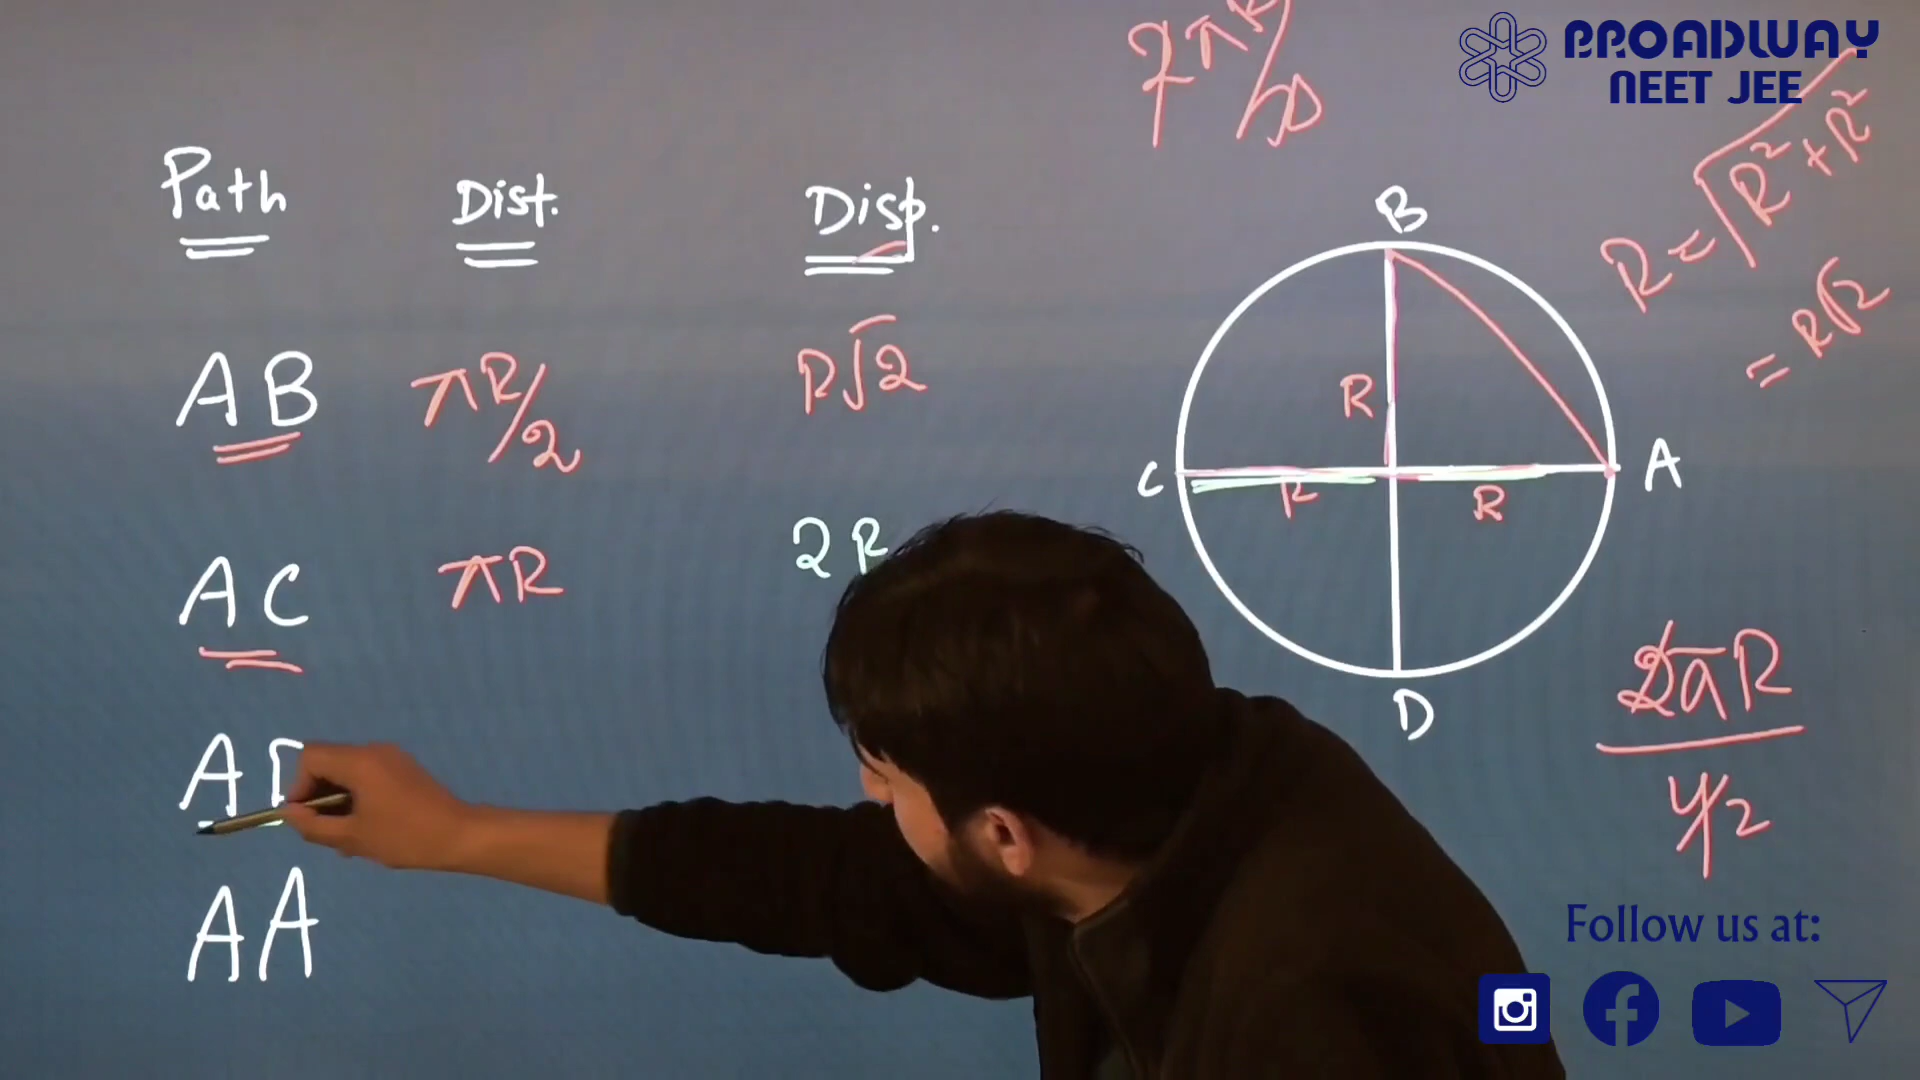 BROADWAY
NEET JEE
Path Dist. Disp.
AB πR/2 R√2
AC πR 2R
A
AA
B
R
C R R A
D
R = √R²+R²
= R√2
2πR
Follow us at: